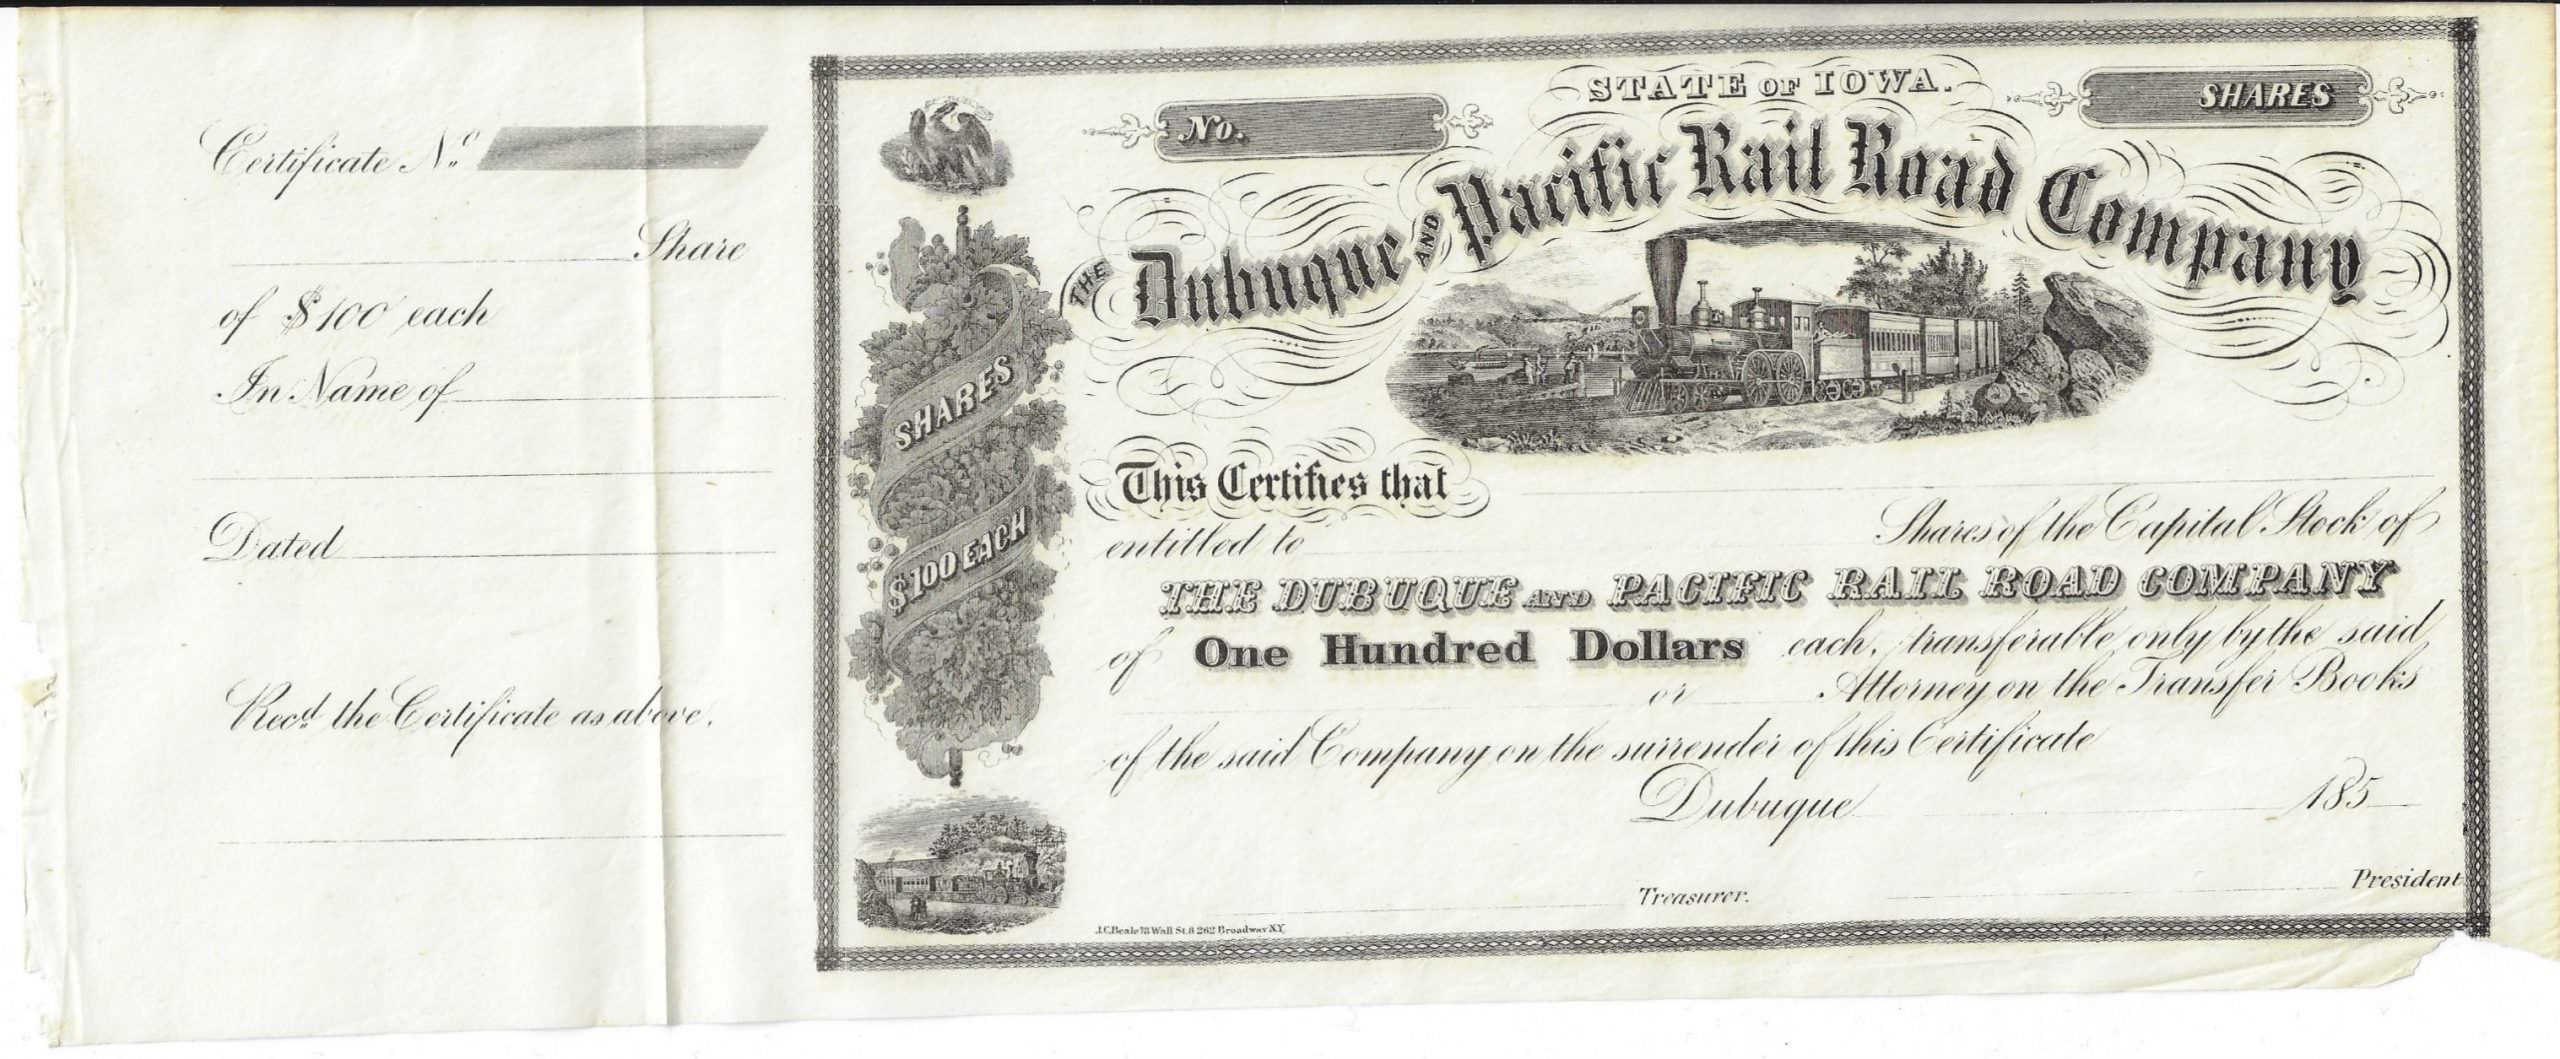 Certificate No.
Share
of $100 each
In Name of
Dated
Recd. the Certificate as above.
SHARES
$100 EACH
STATE OF IOWA.
No.
SHARES
THE Dubuque AND Pacific Rail Road Company
This Certifies that
entitled to Shares of the Capital Stock of
THE DUBUQUE AND PACIFIC RAIL ROAD COMPANY
of One Hundred Dollars each, transferable only by the said
or Attorney on the Transfer Books
of the said Company on the surrender of this Certificate
Dubuque 185
Treasurer.
President
J.C. Beale 78 Wall St. & 262 Broadway N.Y.